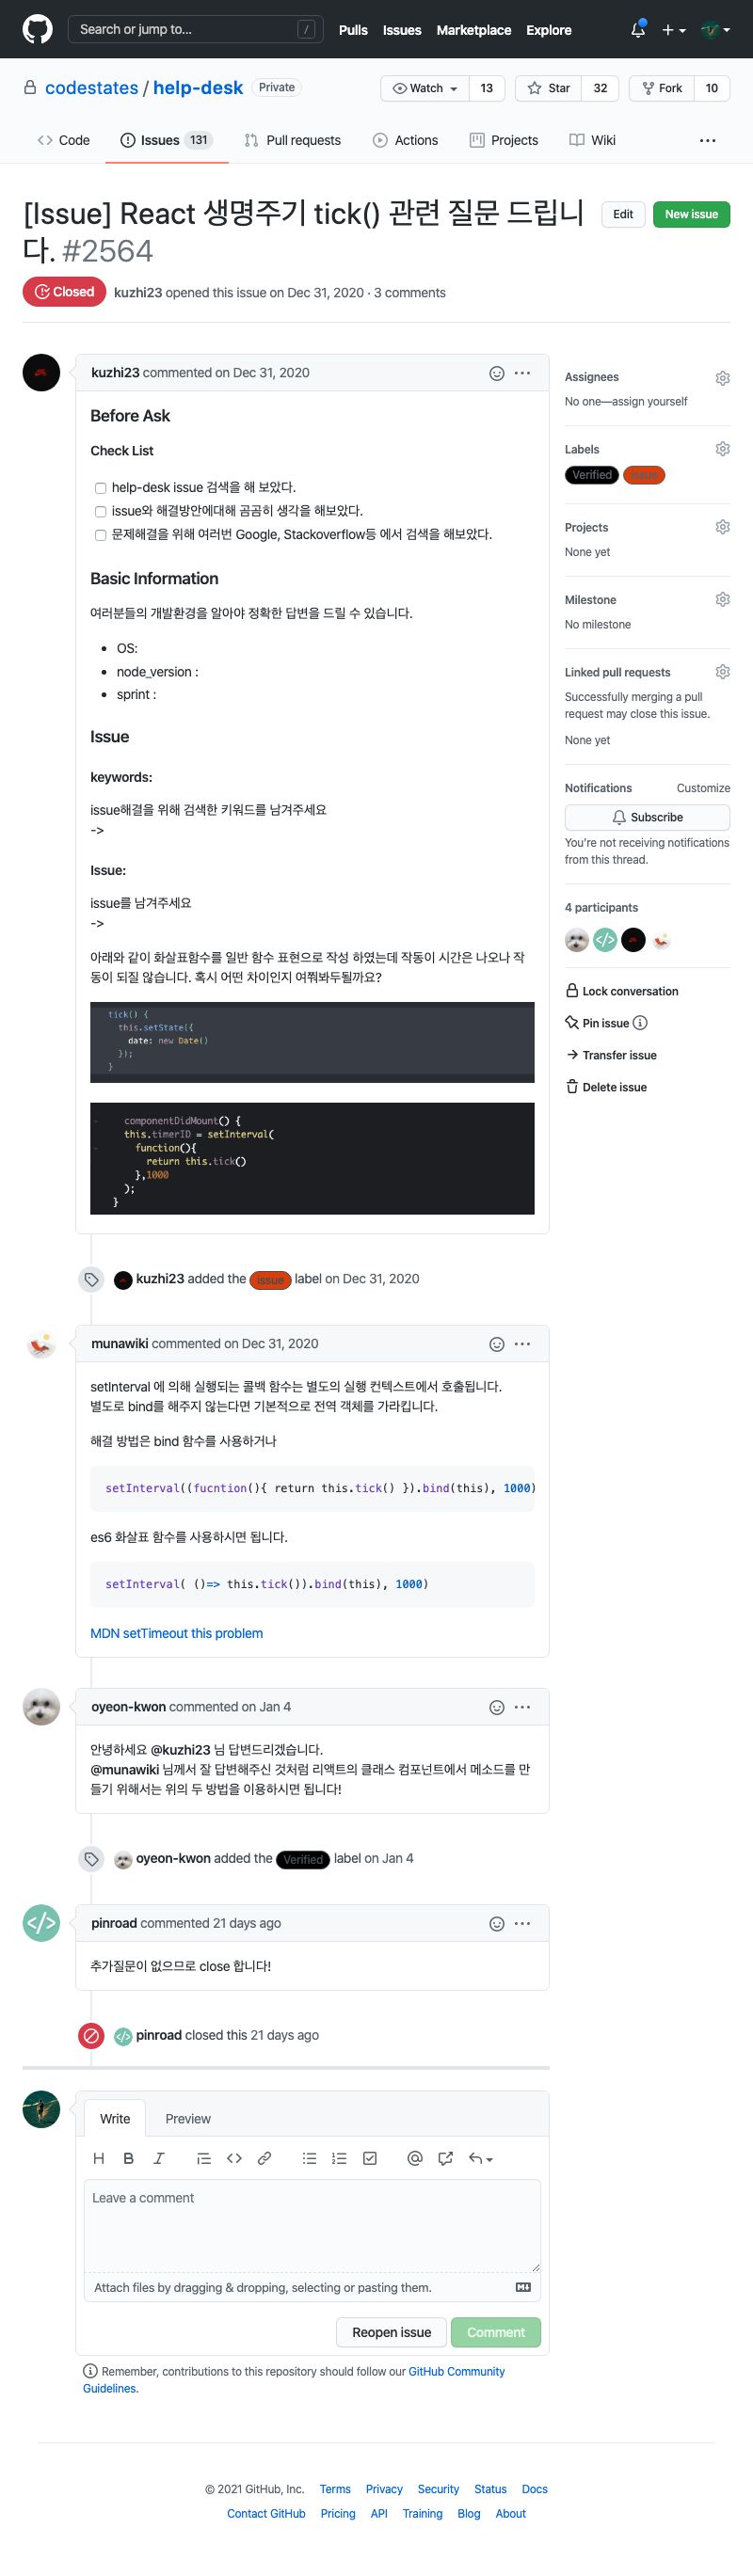 Search or jump to... /
Pulls Issues Marketplace Explore
codestates / help-desk Private
Watch 13 Star 32 Fork 10
Code Issues 131 Pull requests Actions Projects Wiki
[Issue] React 생명주기 tick() 관련 질문 드립니
다. #2564
Edit New issue
Closed kuzhi23 opened this issue on Dec 31, 2020 · 3 comments
kuzhi23 commented on Dec 31, 2020
Before Ask
Check List
help-desk issue 검색을 해 보았다.
issue와 해결방안에대해 곰곰히 생각을 해보았다.
문제해결을 위해 여러번 Google, Stackoverflow등 에서 검색을 해보았다.
Basic Information
여러분들의 개발환경을 알아야 정확한 답변을 드릴 수 있습니다.
• OS:
• node_version :
• sprint :
Issue
keywords:
issue해결을 위해 검색한 키워드를 남겨주세요
->
Issue:
issue를 남겨주세요
->
아래와 같이 화살표함수를 일반 함수 표현으로 작성 하였는데 작동이 시간은 나오나 작
동이 되질 않습니다. 혹시 어떤 차이인지 여쭤봐두될까요?
tick() {
this.setState({
date: new Date()
});
}
componentDidMount() {
this.timerID = setInterval(
function(){
return this.tick()
},1000
);
}
kuzhi23 added the issue label on Dec 31, 2020
munawiki commented on Dec 31, 2020
setInterval 에 의해 실행되는 콜백 함수는 별도의 실행 컨텍스트에서 호출됩니다.
별도로 bind를 해주지 않는다면 기본적으로 전역 객체를 가라킵니다.
해결 방법은 bind 함수를 사용하거나
setInterval((fucntion(){ return this.tick() }).bind(this), 1000)
es6 화살표 함수를 사용하시면 됩니다.
setInterval( ()=> this.tick()).bind(this), 1000)
MDN setTimeout this problem
oyeon-kwon commented on Jan 4
안녕하세요 @kuzhi23 님 답변드리겠습니다.
@munawiki 님께서 잘 답변해주신 것처럼 리액트의 클래스 컴포넌트에서 메소드를 만
들기 위해서는 위의 두 방법을 이용하시면 됩니다!
oyeon-kwon added the Verified label on Jan 4
pinroad commented 21 days ago
추가질문이 없으므로 close 합니다!
pinroad closed this 21 days ago
Write Preview
Leave a comment
Attach files by dragging & dropping, selecting or pasting them.
Reopen issue Comment
Remember, contributions to this repository should follow our GitHub Community
Guidelines.
Assignees
No one—assign yourself
Labels
Verified issue
Projects
None yet
Milestone
No milestone
Linked pull requests
Successfully merging a pull
request may close this issue.
None yet
Notifications Customize
Subscribe
You're not receiving notifications
from this thread.
4 participants
Lock conversation
Pin issue
Transfer issue
Delete issue
© 2021 GitHub, Inc. Terms Privacy Security Status Docs
Contact GitHub Pricing API Training Blog About